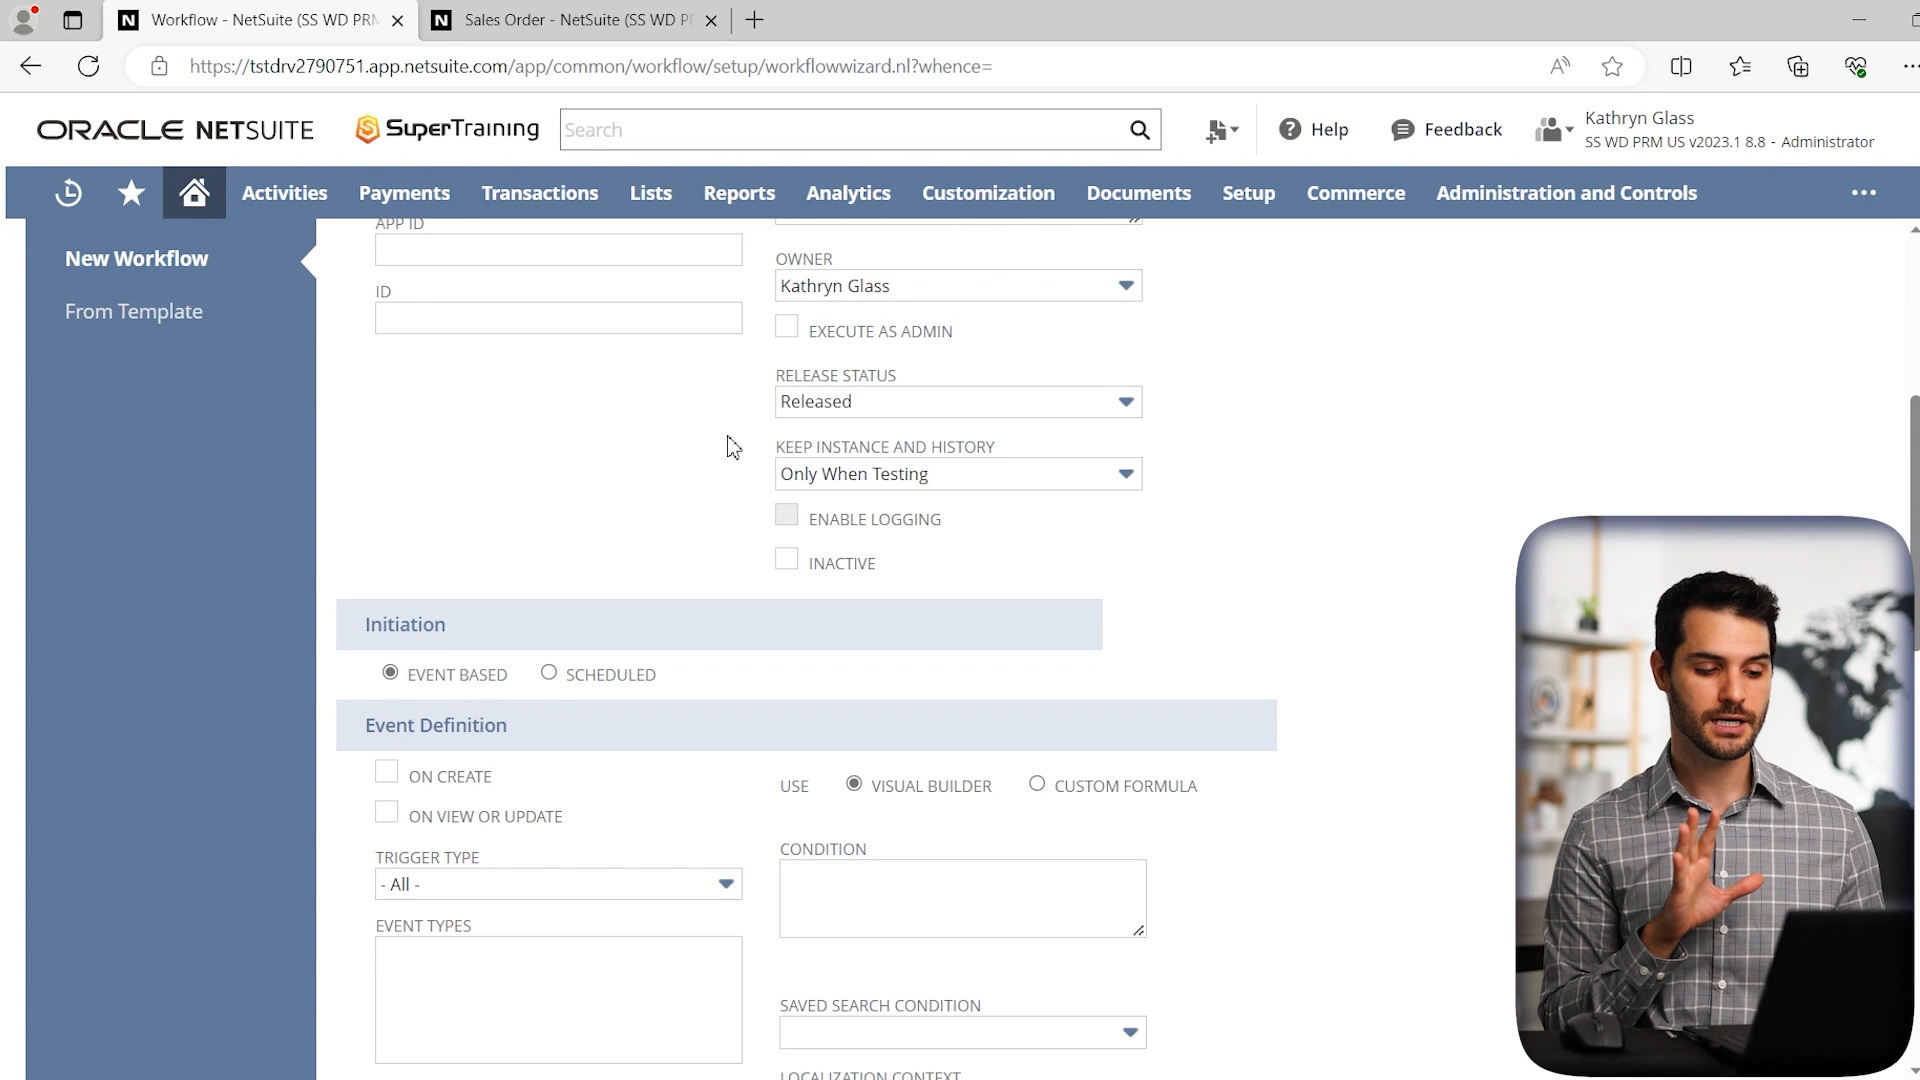 Workflow - NetSuite (SS WD PRM
Sales Order - NetSuite (SS WD P
https://tstdrv2790751.app.netsuite.com/app/common/workflow/setup/workflowwizard.nl?whence=
ORACLE NETSUITE
SuperTraining
Search
Help
Feedback
Kathryn Glass
SS WD PRM US v2023.1 8.8 - Administrator
Activities
Payments
Transactions
Lists
Reports
Analytics
Customization
Documents
Setup
Commerce
Administration and Controls
New Workflow
From Template
APP ID
ID
OWNER
Kathryn Glass
EXECUTE AS ADMIN
RELEASE STATUS
Released
KEEP INSTANCE AND HISTORY
Only When Testing
ENABLE LOGGING
INACTIVE
Initiation
EVENT BASED
SCHEDULED
Event Definition
ON CREATE
ON VIEW OR UPDATE
TRIGGER TYPE
- All -
EVENT TYPES
USE
VISUAL BUILDER
CUSTOM FORMULA
CONDITION
SAVED SEARCH CONDITION
LOCALIZATION CONTEXT